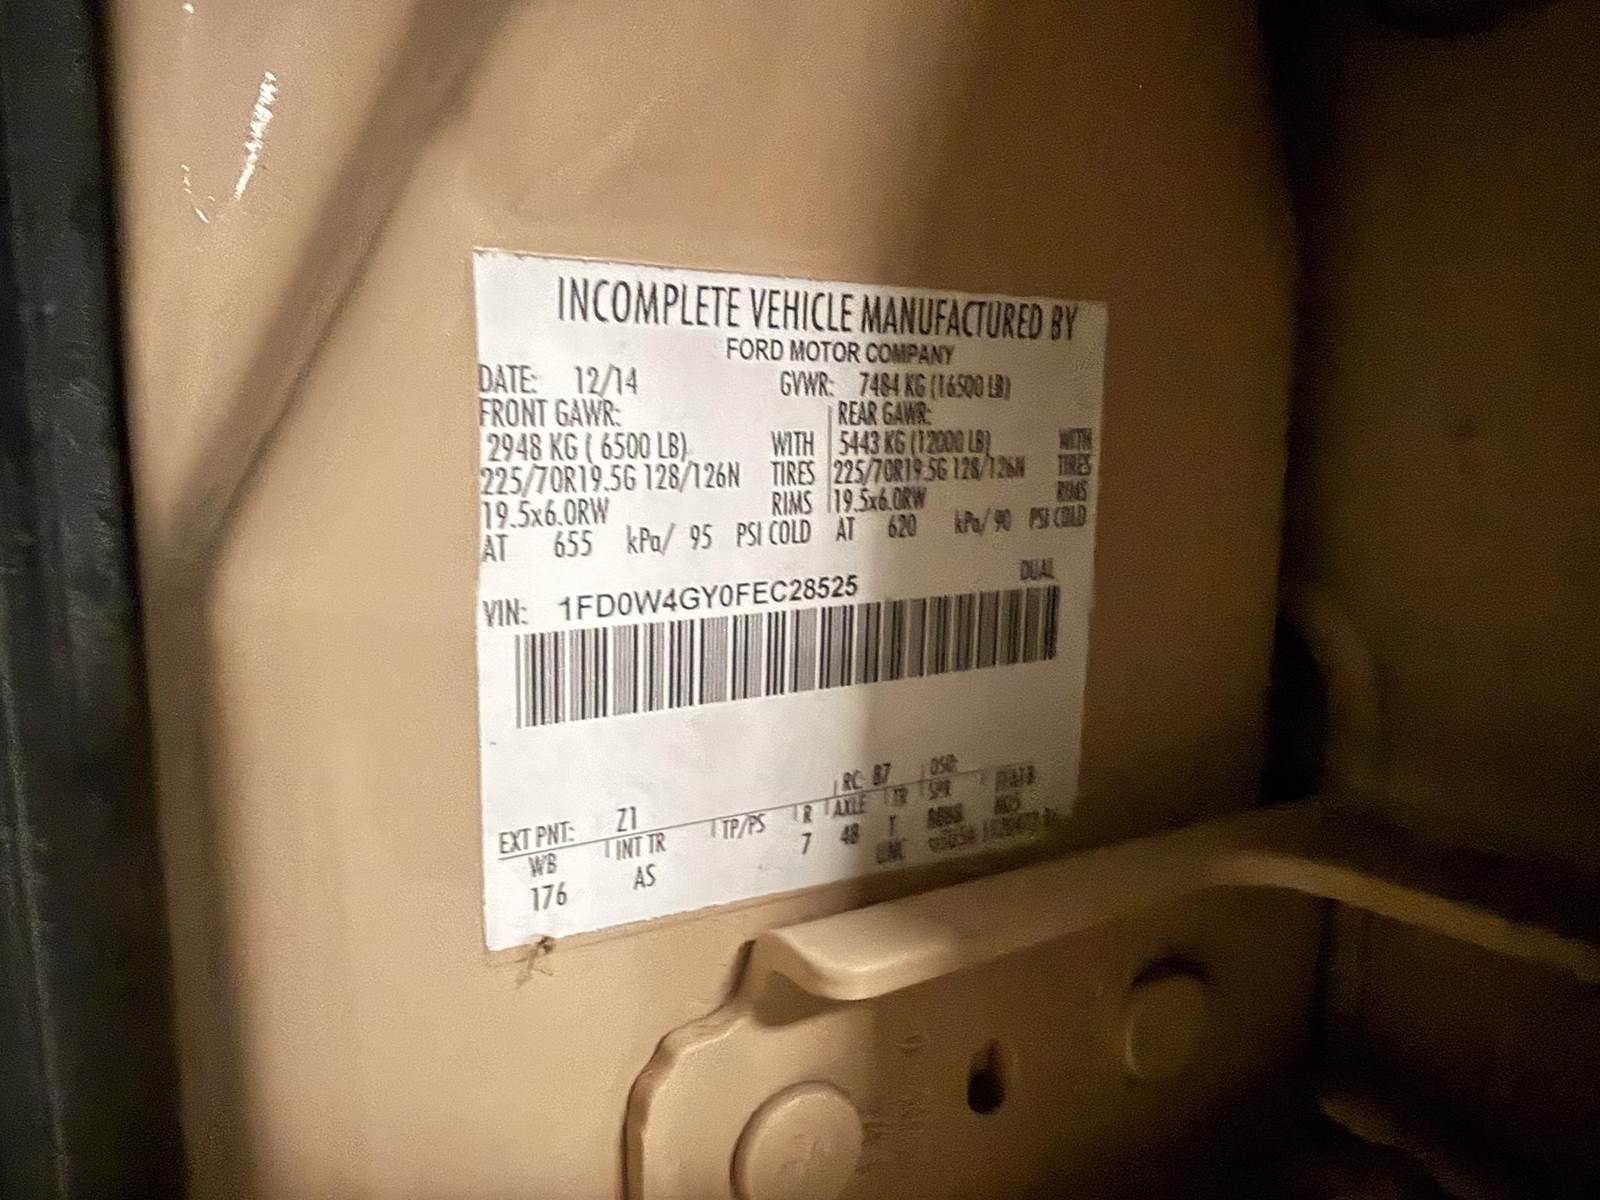 INCOMPLETE VEHICLE MANUFACTURED BY
FORD MOTOR COMPANY
DATE: 12/14 GVWR: 7484 KG (16500 LB)
FRONT GAWR: REAR GAWR:
2948 KG ( 6500 LB) WITH 5443 KG (12000 LB) WITH
225/70R19.5G 128/126N TIRES 225/70R19.5G 128/126N TIRES
19.5x6.0RW RIMS 19.5x6.0RW RIMS
AT 655 kPa/ 95 PSI COLD AT 620 kPa/ 90 PSI COLD
VIN: 1FD0W4GY0FEC28525 DUAL
EXT PNT: Z1 RC: 87 DSO:
WB INT TR TP/PS R AXLE TR SPR
176 AS 7 48 T